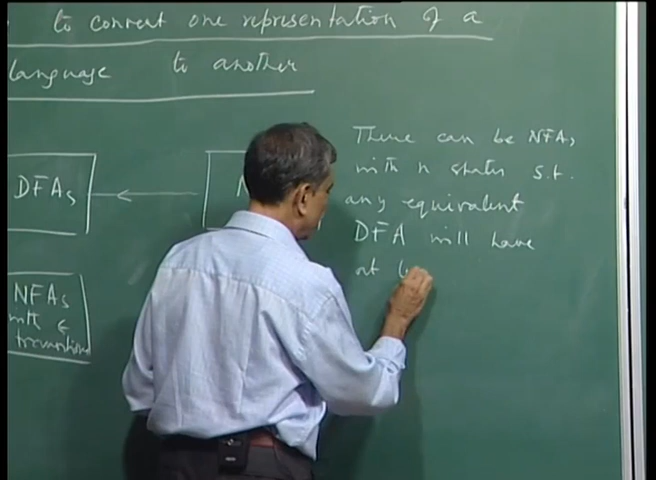 to convert one representation of a
language to another
DFAs
N
There can be NFAs
with n states s.t.
any equivalent
DFA will have
at
NFAs
with ε
transitions